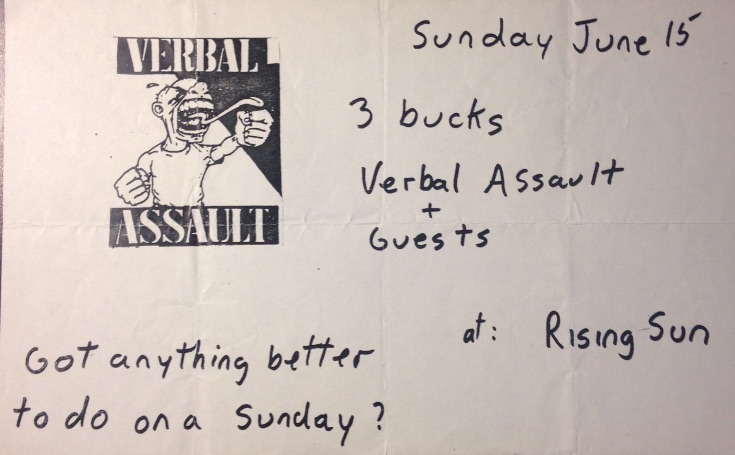 VERBAL
ASSAULT
Sunday June 15
3 bucks
Verbal Assault
+
Guests
at: Rising Sun
Got anything better
to do on a Sunday?